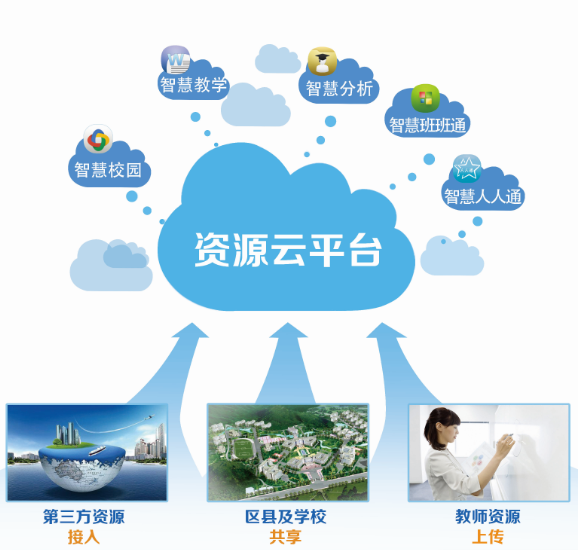 智慧教学
智慧分析
智慧班班通
智慧校园
智慧人人通
资源云平台
第三方资源
接入
区县及学校
共享
教师资源
上传